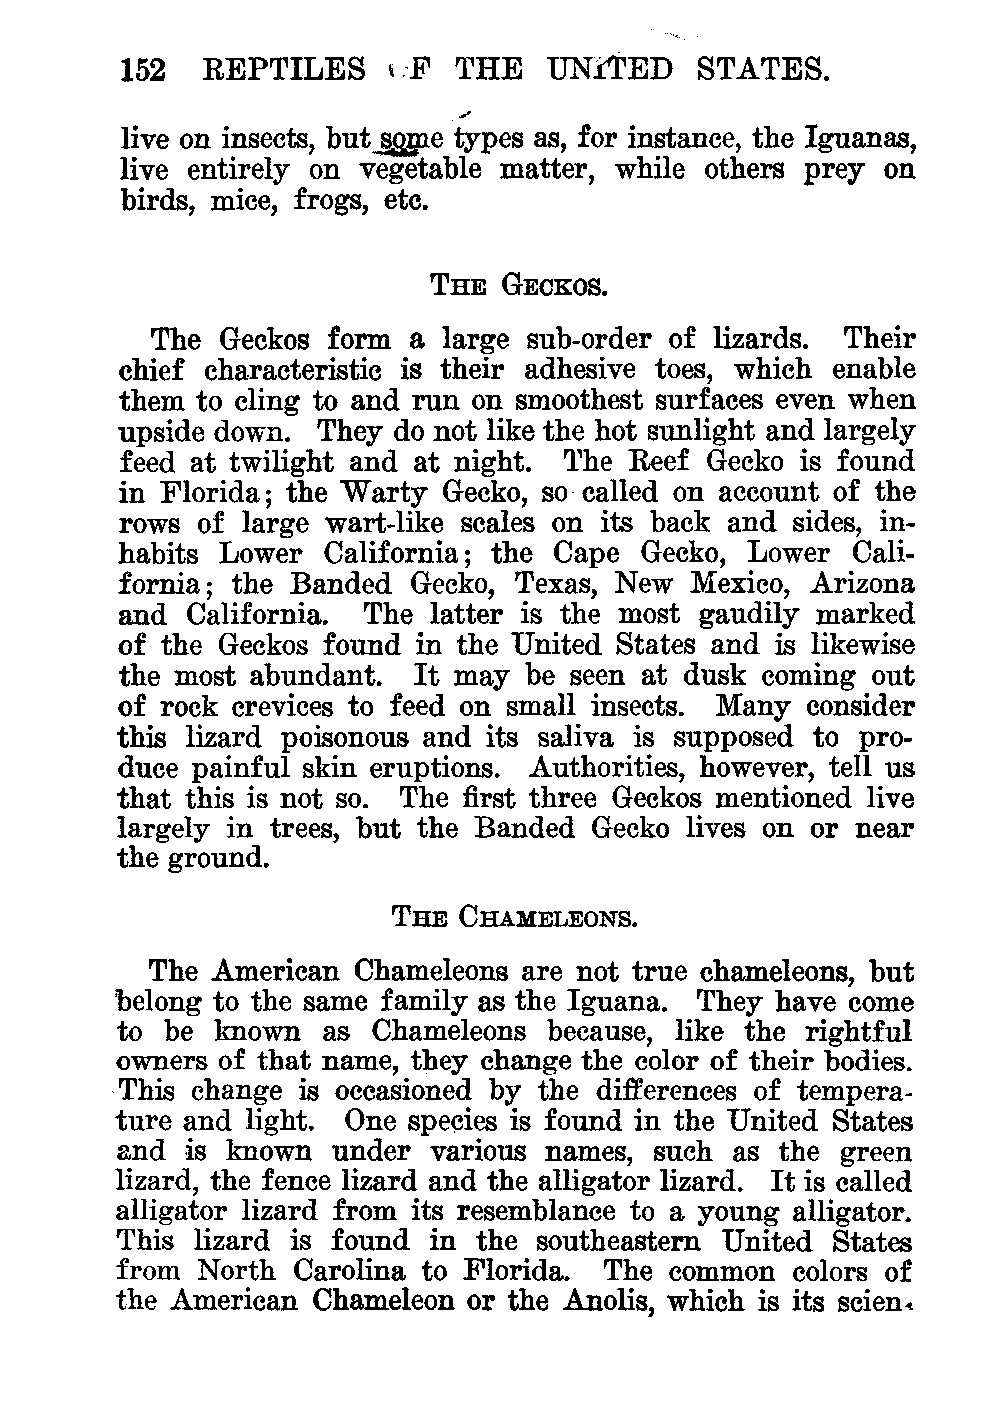 152 REPTILES OF THE UNITED STATES.
live on insects, but some types as, for instance, the Iguanas,
live entirely on vegetable matter, while others prey on
birds, mice, frogs, etc.
THE GECKOS.
The Geckos form a large sub-order of lizards. Their
chief characteristic is their adhesive toes, which enable
them to cling to and run on smoothest surfaces even when
upside down. They do not like the hot sunlight and largely
feed at twilight and at night. The Reef Gecko is found
in Florida; the Warty Gecko, so called on account of the
rows of large wart-like scales on its back and sides, in-
habits Lower California; the Cape Gecko, Lower Cali-
fornia; the Banded Gecko, Texas, New Mexico, Arizona
and California. The latter is the most gaudily marked
of the Geckos found in the United States and is likewise
the most abundant. It may be seen at dusk coming out
of rock crevices to feed on small insects. Many consider
this lizard poisonous and its saliva is supposed to pro-
duce painful skin eruptions. Authorities, however, tell us
that this is not so. The first three Geckos mentioned live
largely in trees, but the Banded Gecko lives on or near
the ground.
THE CHAMELEONS.
The American Chameleons are not true chameleons, but
belong to the same family as the Iguana. They have come
to be known as Chameleons because, like the rightful
owners of that name, they change the color of their bodies.
This change is occasioned by the differences of tempera-
ture and light. One species is found in the United States
and is known under various names, such as the green
lizard, the fence lizard and the alligator lizard. It is called
alligator lizard from its resemblance to a young alligator.
This lizard is found in the southeastern United States
from North Carolina to Florida. The common colors of
the American Chameleon or the Anolis, which is its scien-